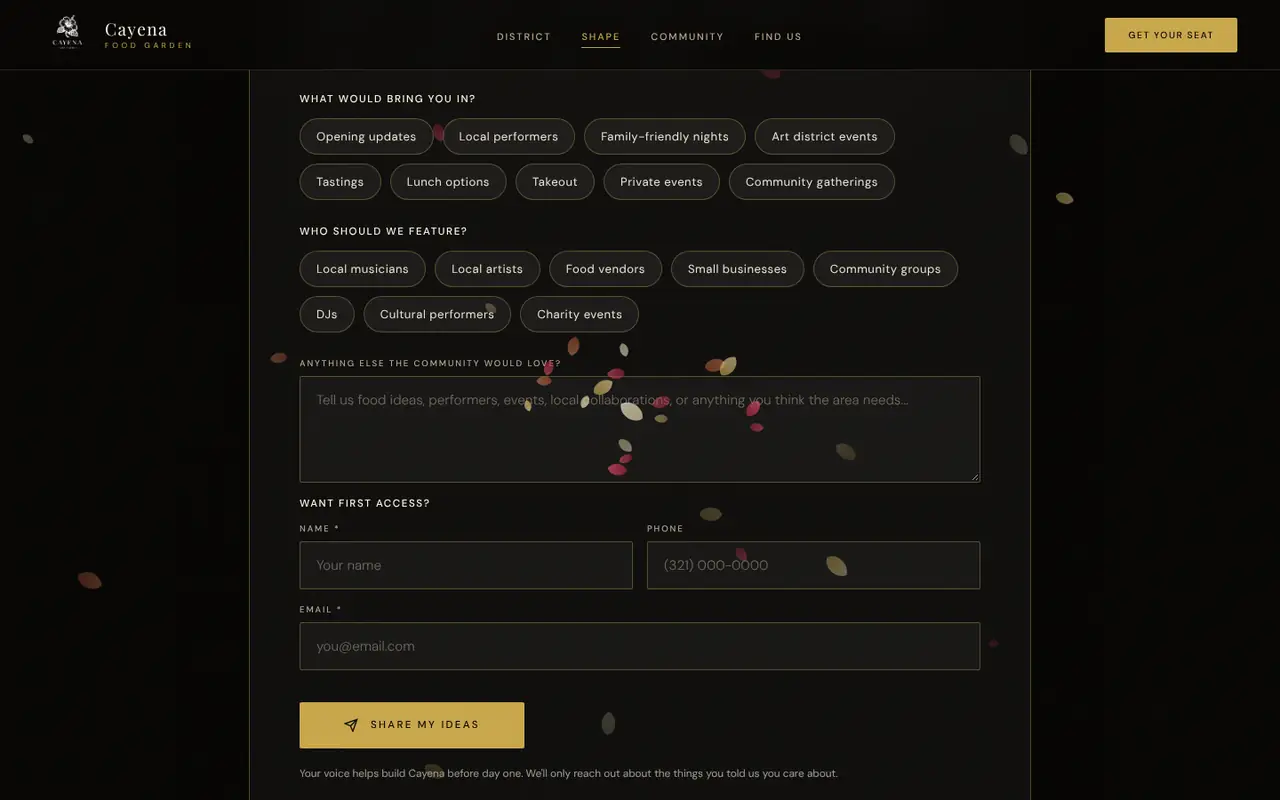 CAYENA
Cayena
FOOD GARDEN
DISTRICT
SHAPE
COMMUNITY
FIND US
GET YOUR SEAT
WHAT WOULD BRING YOU IN?
Opening updates
Local performers
Family-friendly nights
Art district events
Tastings
Lunch options
Takeout
Private events
Community gatherings
WHO SHOULD WE FEATURE?
Local musicians
Local artists
Food vendors
Small businesses
Community groups
DJs
Cultural performers
Charity events
ANYTHING ELSE THE COMMUNITY WOULD LOVE?
Tell us food ideas, performers, events, local collaborations, or anything you think the area needs...
WANT FIRST ACCESS?
NAME *
PHONE
Your name
(321) 000-0000
EMAIL *
you@email.com
SHARE MY IDEAS
Your voice helps build Cayena before day one. We'll only reach out about the things you told us you care about.